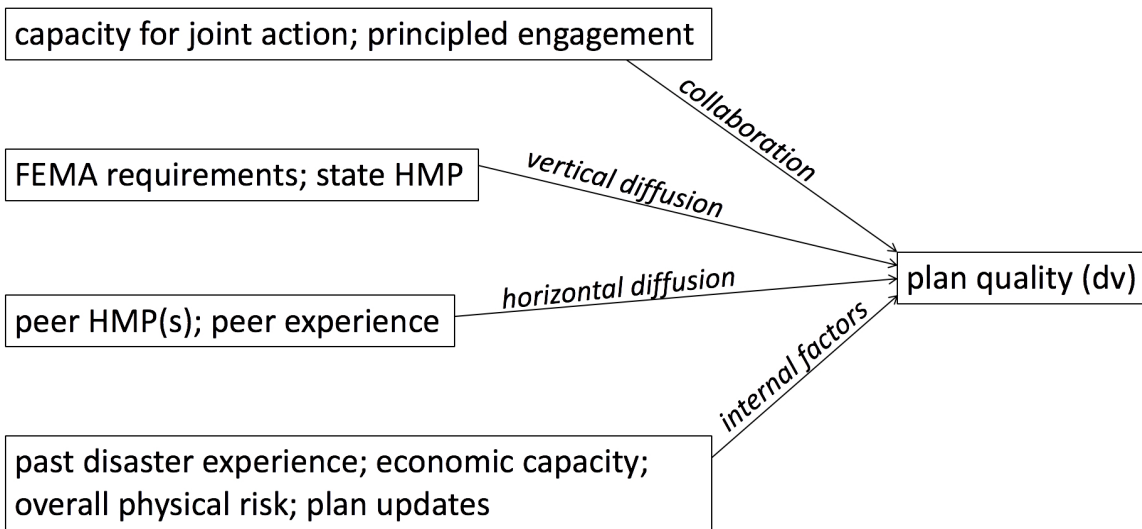 capacity for joint action; principled engagement
collaboration
FEMA requirements; state HMP
vertical diffusion
plan quality (dv)
peer HMP(s); peer experience
horizontal diffusion
internal factors
past disaster experience; economic capacity;
overall physical risk; plan updates